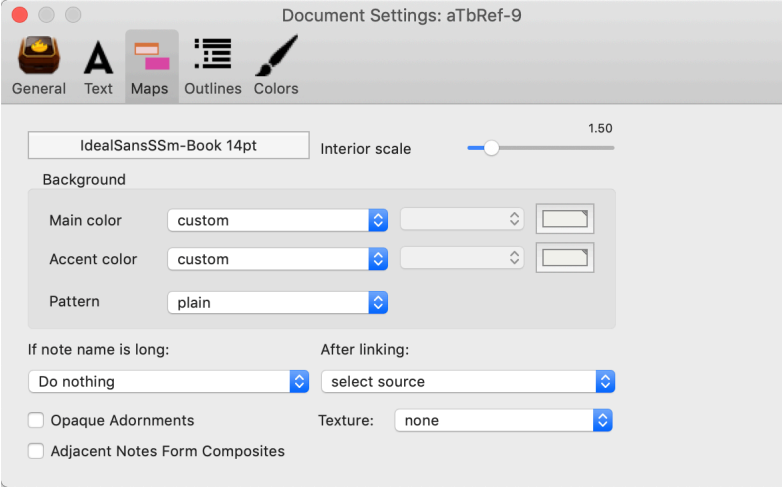 Document Settings: aTbRef-9
General Text Maps Outlines Colors
1.50
IdealSansSSm-Book 14pt Interior scale
Background
Main color custom
Accent color custom
Pattern plain
If note name is long: After linking:
Do nothing select source
Opaque Adornments Texture: none
Adjacent Notes Form Composites